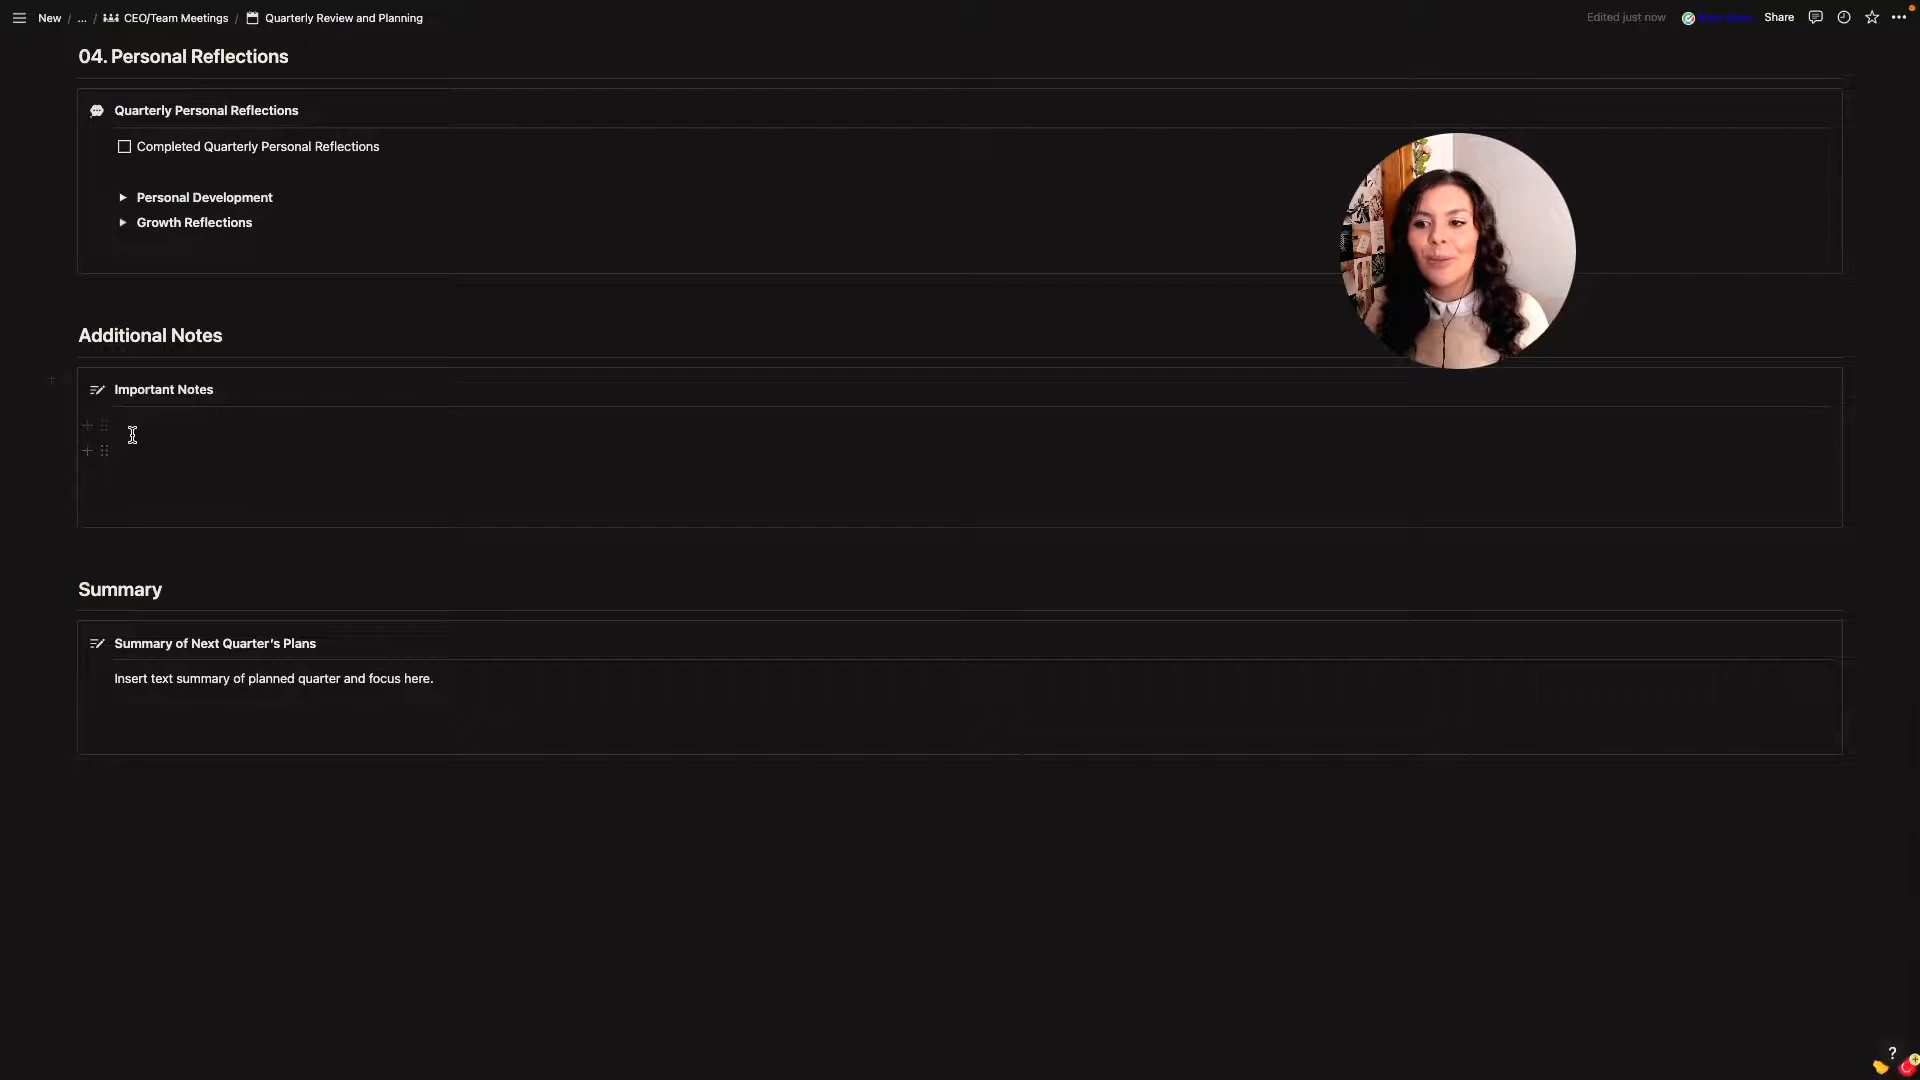 New / ... / CEO/Team Meetings / Quarterly Review and Planning
Edited just now
Share
04. Personal Reflections
Quarterly Personal Reflections
Completed Quarterly Personal Reflections
Personal Development
Growth Reflections
Additional Notes
Important Notes
Summary
Summary of Next Quarter's Plans
Insert text summary of planned quarter and focus here.
?